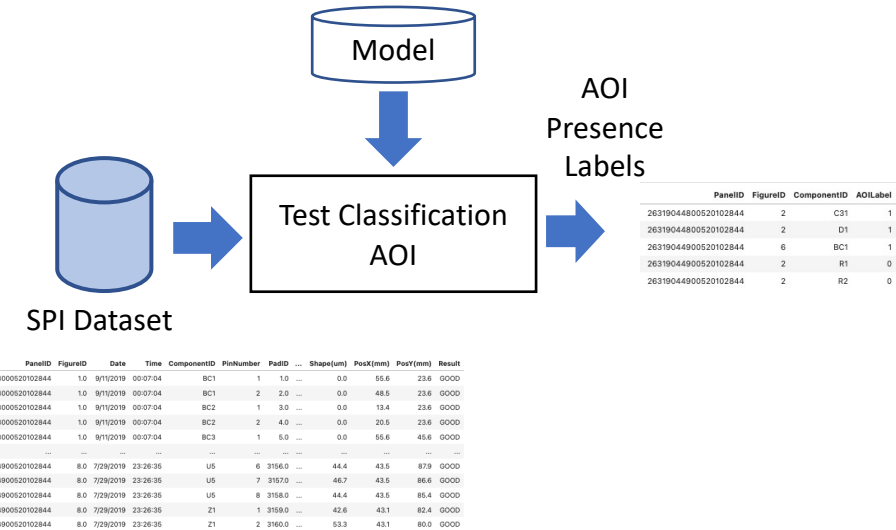 Model
AOI
Presence
Labels
Test Classification
AOI
SPI Dataset
PanelID FigureID ComponentID AOILabel
26319044800520102844 2 C31 1
26319044800520102844 2 D1 1
26319044900520102844 6 BC1 1
26319044900520102844 2 R1 0
26319044900520102844 2 R2 0
PanelID FigureID Date Time ComponentID PinNumber PadID ... Shape(um) PosX(mm) PosY(mm) Result
000520102844 1.0 9/11/2019 00:07:04 BC1 1 1.0 ... 0.0 55.6 23.6 GOOD
000520102844 1.0 9/11/2019 00:07:04 BC1 2 2.0 ... 0.0 48.5 23.6 GOOD
000520102844 1.0 9/11/2019 00:07:04 BC2 1 3.0 ... 0.0 13.4 23.6 GOOD
000520102844 1.0 9/11/2019 00:07:04 BC2 2 4.0 ... 0.0 20.5 23.6 GOOD
000520102844 1.0 9/11/2019 00:07:04 BC3 1 5.0 ... 0.0 55.6 45.6 GOOD
... ... ... ... ... ... ... ... ... ... ... ...
900520102844 8.0 7/29/2019 23:26:35 U5 6 3156.0 ... 44.4 43.5 87.9 GOOD
900520102844 8.0 7/29/2019 23:26:35 U5 7 3157.0 ... 46.7 43.5 86.6 GOOD
900520102844 8.0 7/29/2019 23:26:35 U5 8 3158.0 ... 44.4 43.5 85.4 GOOD
900520102844 8.0 7/29/2019 23:26:35 Z1 1 3159.0 ... 42.6 43.1 82.4 GOOD
900520102844 8.0 7/29/2019 23:26:35 Z1 2 3160.0 ... 53.3 43.1 80.0 GOOD